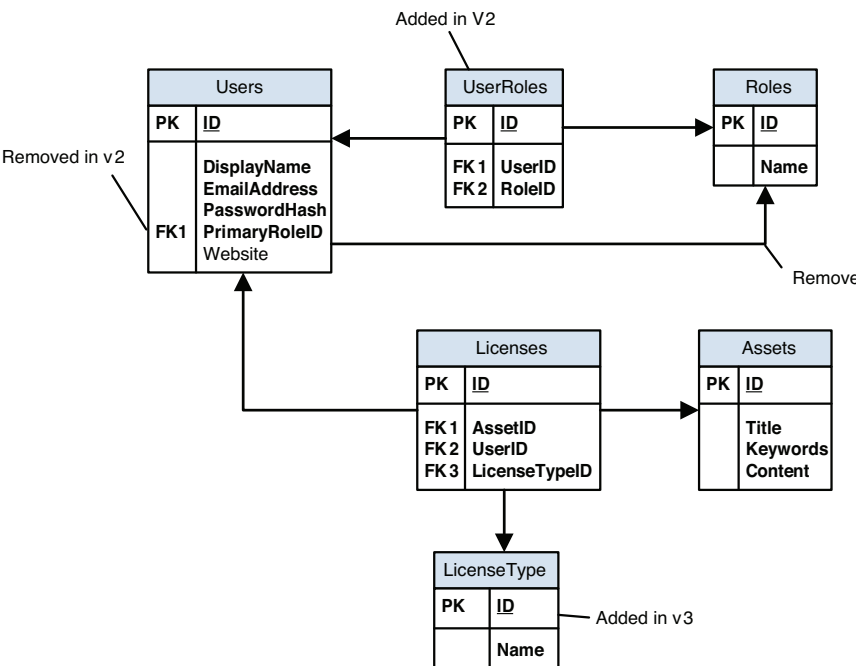 Added in V2
Users
PK ID
DisplayName
EmailAddress
PasswordHash
FK1 PrimaryRoleID
Website
UserRoles
PK ID
FK1 UserID
FK2 RoleID
Roles
PK ID
Name
Removed in v2
Remove
Licenses
PK ID
FK1 AssetID
FK2 UserID
FK3 LicenseTypeID
Assets
PK ID
Title
Keywords
Content
LicenseType
PK ID
Name
Added in v3